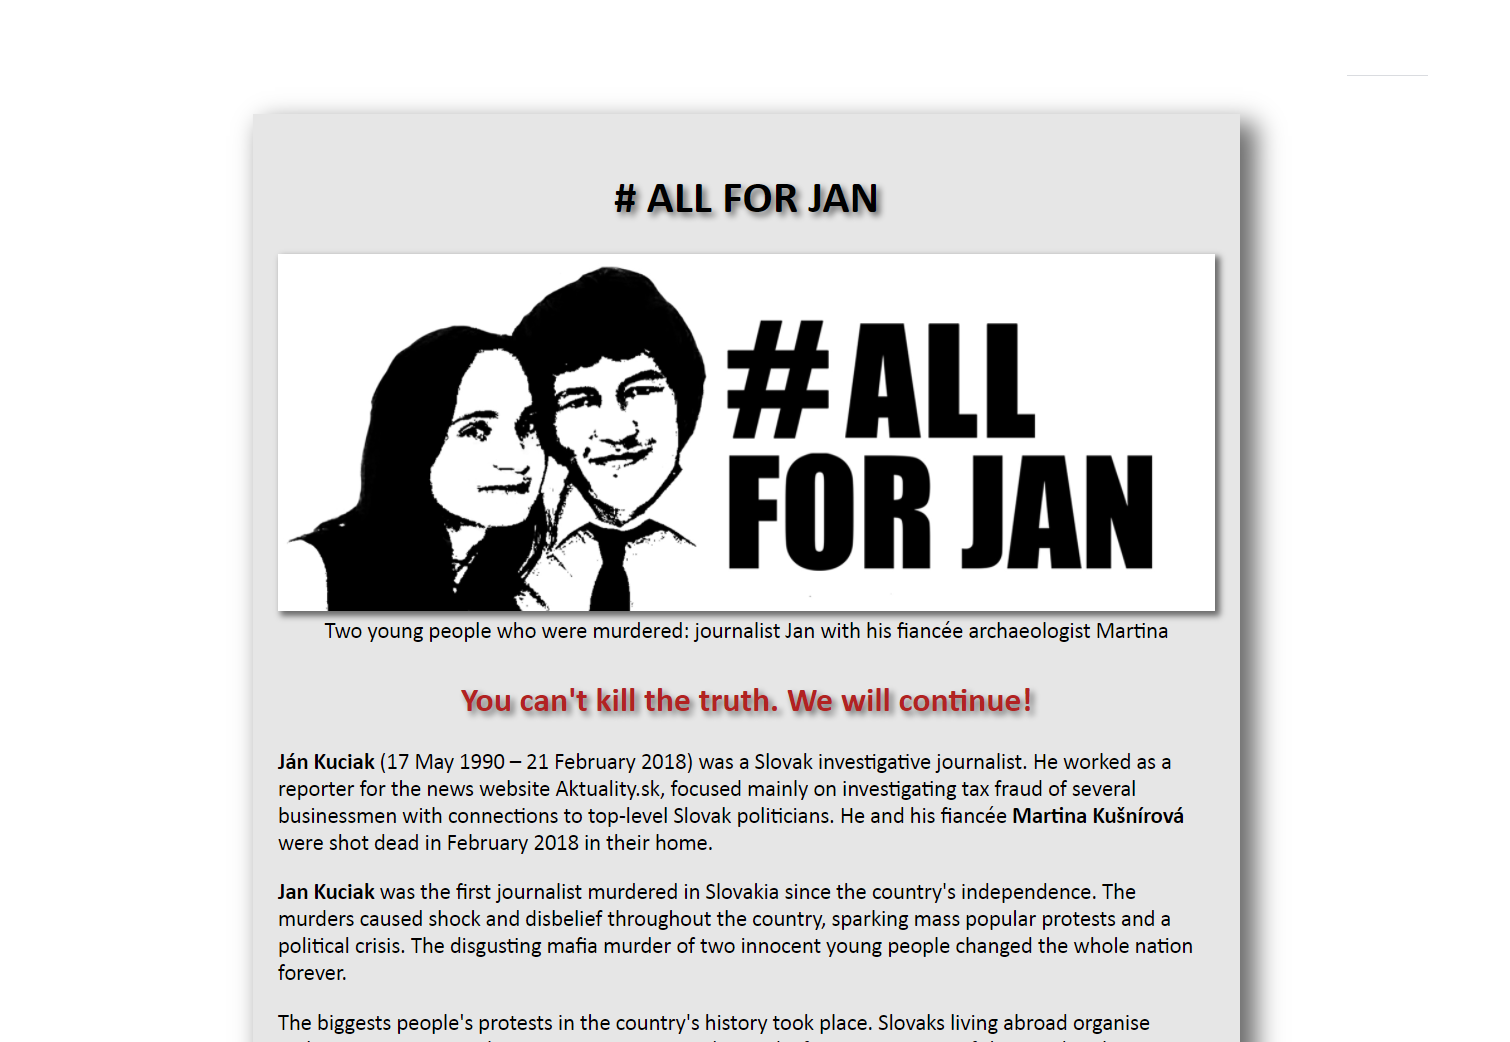 # ALL FOR JAN
# ALL
FOR JAN
Two young people who were murdered: journalist Jan with his fiancée archaeologist Martina
You can't kill the truth. We will continue!
Ján Kuciak (17 May 1990 – 21 February 2018) was a Slovak investigative journalist. He worked as a
reporter for the news website Aktuality.sk, focused mainly on investigating tax fraud of several
businessmen with connections to top-level Slovak politicians. He and his fiancée Martina Kušnírová
were shot dead in February 2018 in their home.
Jan Kuciak was the first journalist murdered in Slovakia since the country's independence. The
murders caused shock and disbelief throughout the country, sparking mass popular protests and a
political crisis. The disgusting mafia murder of two innocent young people changed the whole nation
forever.
The biggests people's protests in the country's history took place. Slovaks living abroad organise